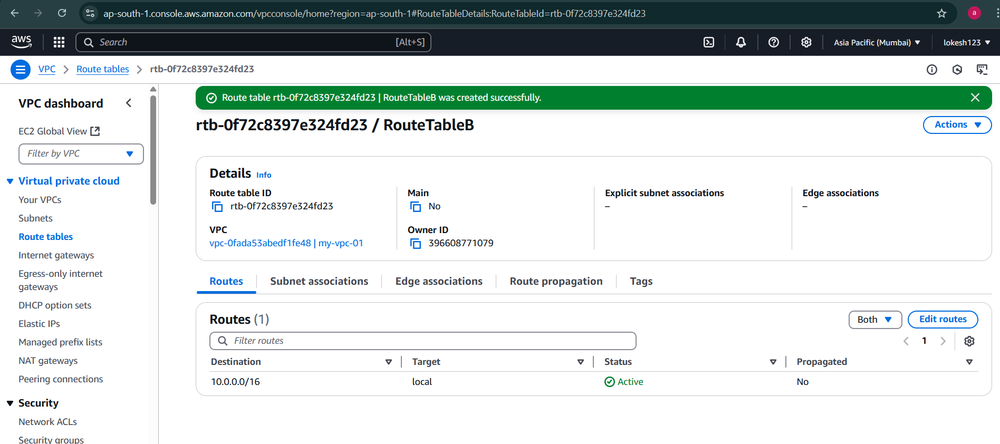 ap-south-1.console.aws.amazon.com/vpcconsole/home?region=ap-south-1#RouteTableDetails:RouteTableId=rtb-0f72c8397e324fd23
a
aws
Search [Alt+S]
Asia Pacific (Mumbai)
lokesh123
VPC > Route tables > rtb-0f72c8397e324fd23
VPC dashboard
EC2 Global View
Filter by VPC
Virtual private cloud
Your VPCs
Subnets
Route tables
Internet gateways
Egress-only internet
gateways
DHCP option sets
Elastic IPs
Managed prefix lists
NAT gateways
Peering connections
Security
Network ACLs
Security groups
Route table rtb-0f72c8397e324fd23 | RouteTableB was created successfully.
rtb-0f72c8397e324fd23 / RouteTableB
Actions
Details Info
Route table ID
rtb-0f72c8397e324fd23
Main
No
Explicit subnet associations
–
Edge associations
–
VPC
vpc-0fada53abedf1fe48 | my-vpc-01
Owner ID
396608771079
Routes
Subnet associations
Edge associations
Route propagation
Tags
Routes (1)
Both
Edit routes
Filter routes
1
Destination Target Status Propagated
10.0.0.0/16 local Active No